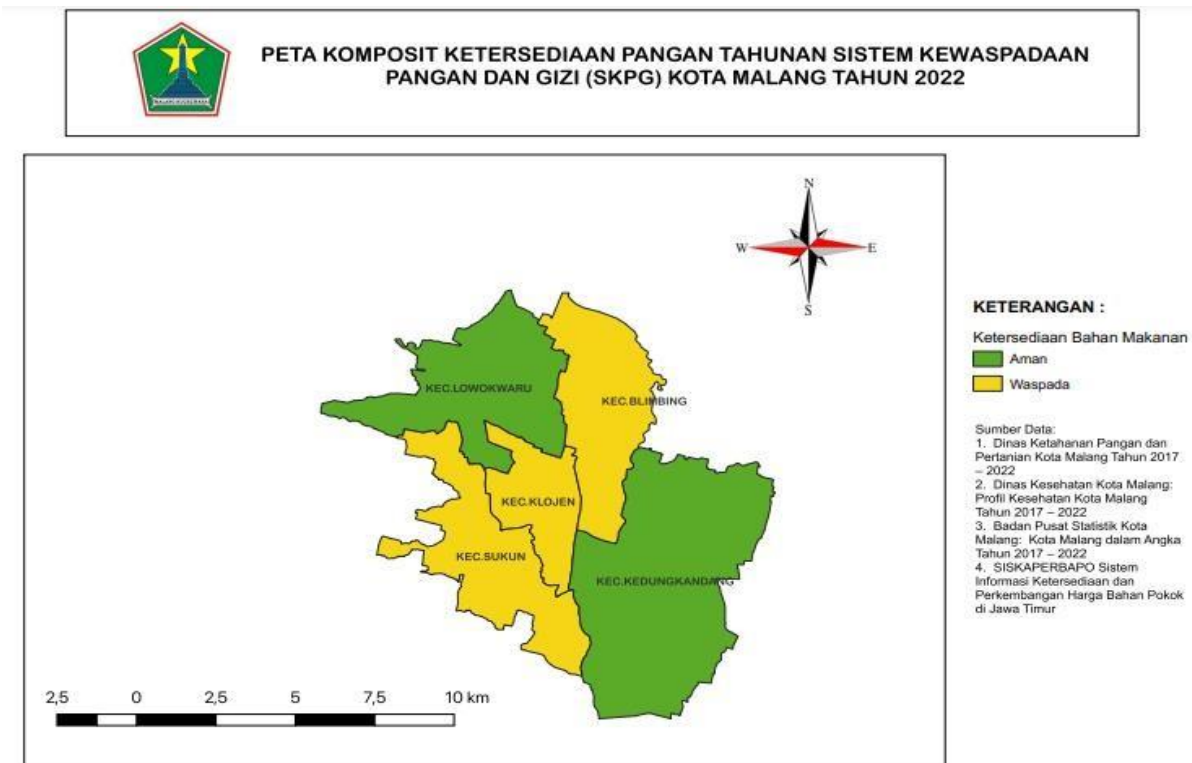 PETA KOMPOSIT KETERSEDIAAN PANGAN TAHUNAN SISTEM KEWASPADAAN
PANGAN DAN GIZI (SKPG) KOTA MALANG TAHUN 2022
N
W
E
S
KEC.LOWOKWARU
KEC.BLIMBING
KEC.KLOJEN
KEC.SUKUN
KEC.KEDUNGKANDANG
2,5 0 2,5 5 7,5 10 km
KETERANGAN :
Ketersediaan Bahan Makanan
Aman
Waspada
Sumber Data:
1. Dinas Ketahanan Pangan dan
Pertanian Kota Malang Tahun 2017
– 2022
2. Dinas Kesehatan Kota Malang:
Profil Kesehatan Kota Malang
Tahun 2017 – 2022
3. Badan Pusat Statistik Kota
Malang: Kota Malang dalam Angka
Tahun 2017 – 2022
4. SISKAPERBAPO Sistem
Informasi Ketersediaan dan
Perkembangan Harga Bahan Pokok
di Jawa Timur